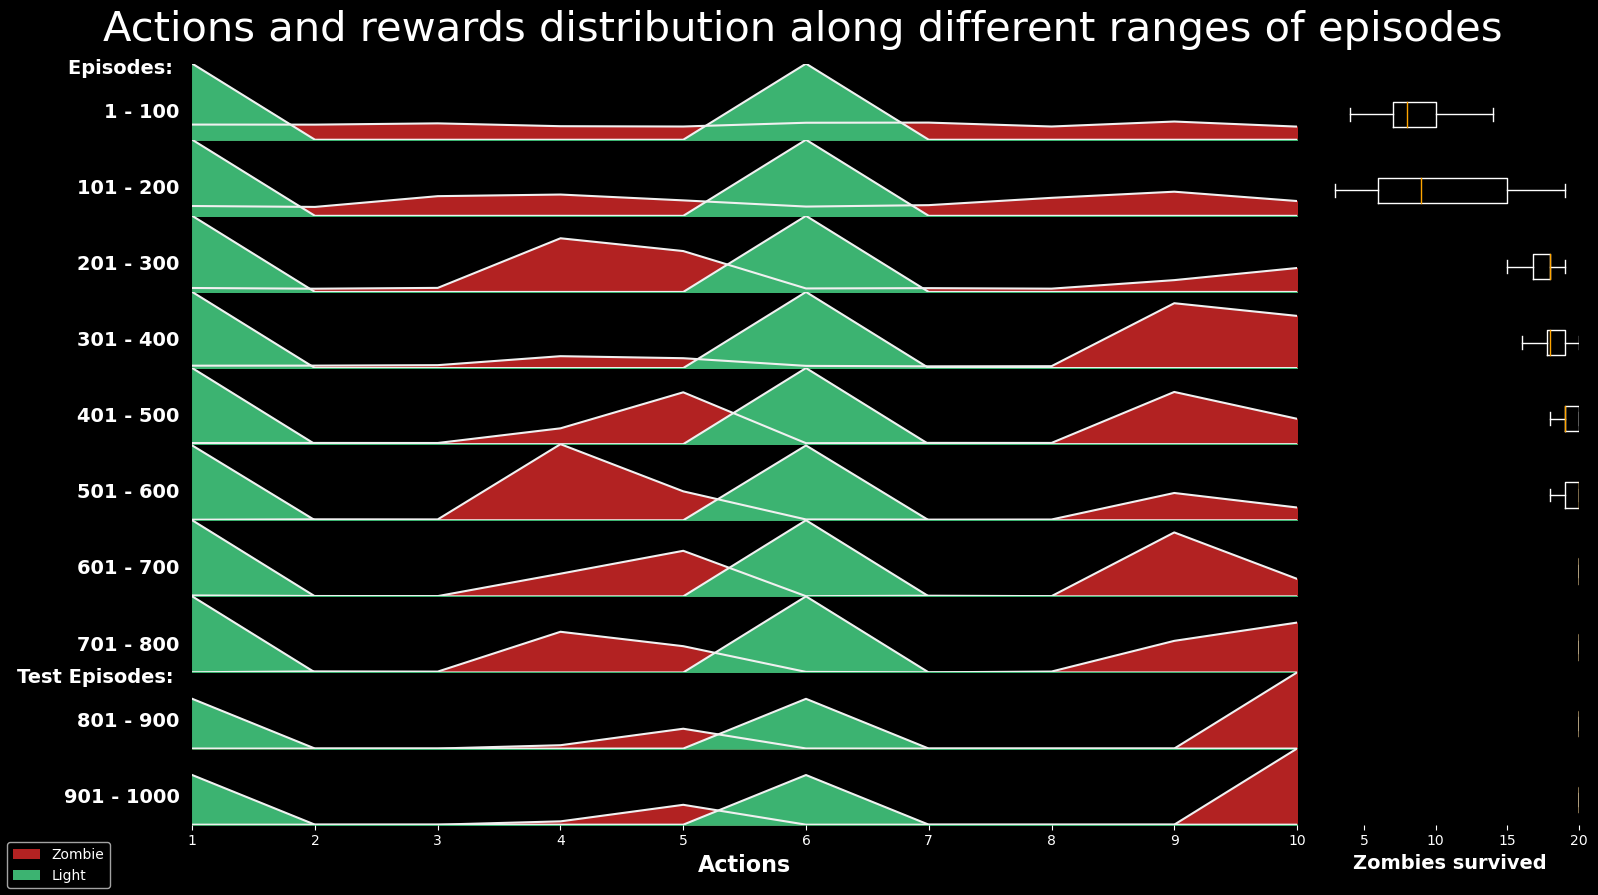 Actions and rewards distribution along different ranges of episodes
Episodes:
1 - 100
101 - 200
201 - 300
301 - 400
401 - 500
501 - 600
601 - 700
701 - 800
Test Episodes:
801 - 900
901 - 1000
1 2 3 4 5 6 7 8 9 10
5 10 15 20
Actions
Zombies survived
Zombie
Light